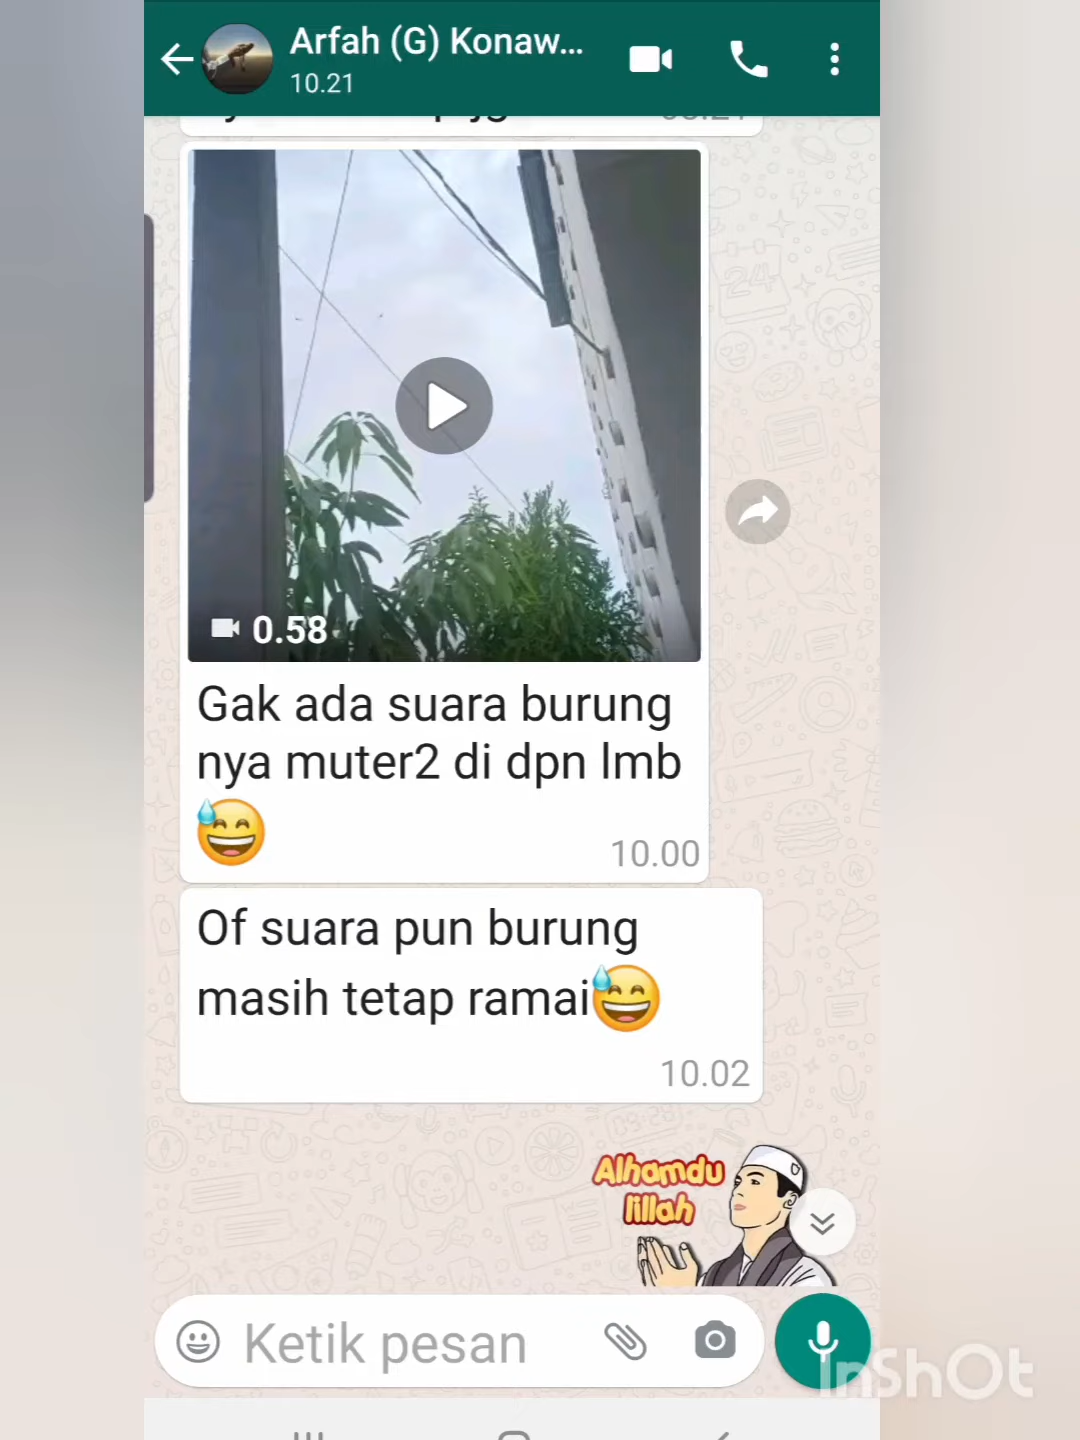 Arfah (G) Konaw...
10.21
0.58
Gak ada suara burung
nya muter2 di dpn lmb
😅
10.00
Of suara pun burung
masih tetap ramai😅
10.02
Alhamdu
lillah
Ketik pesan
InShOt